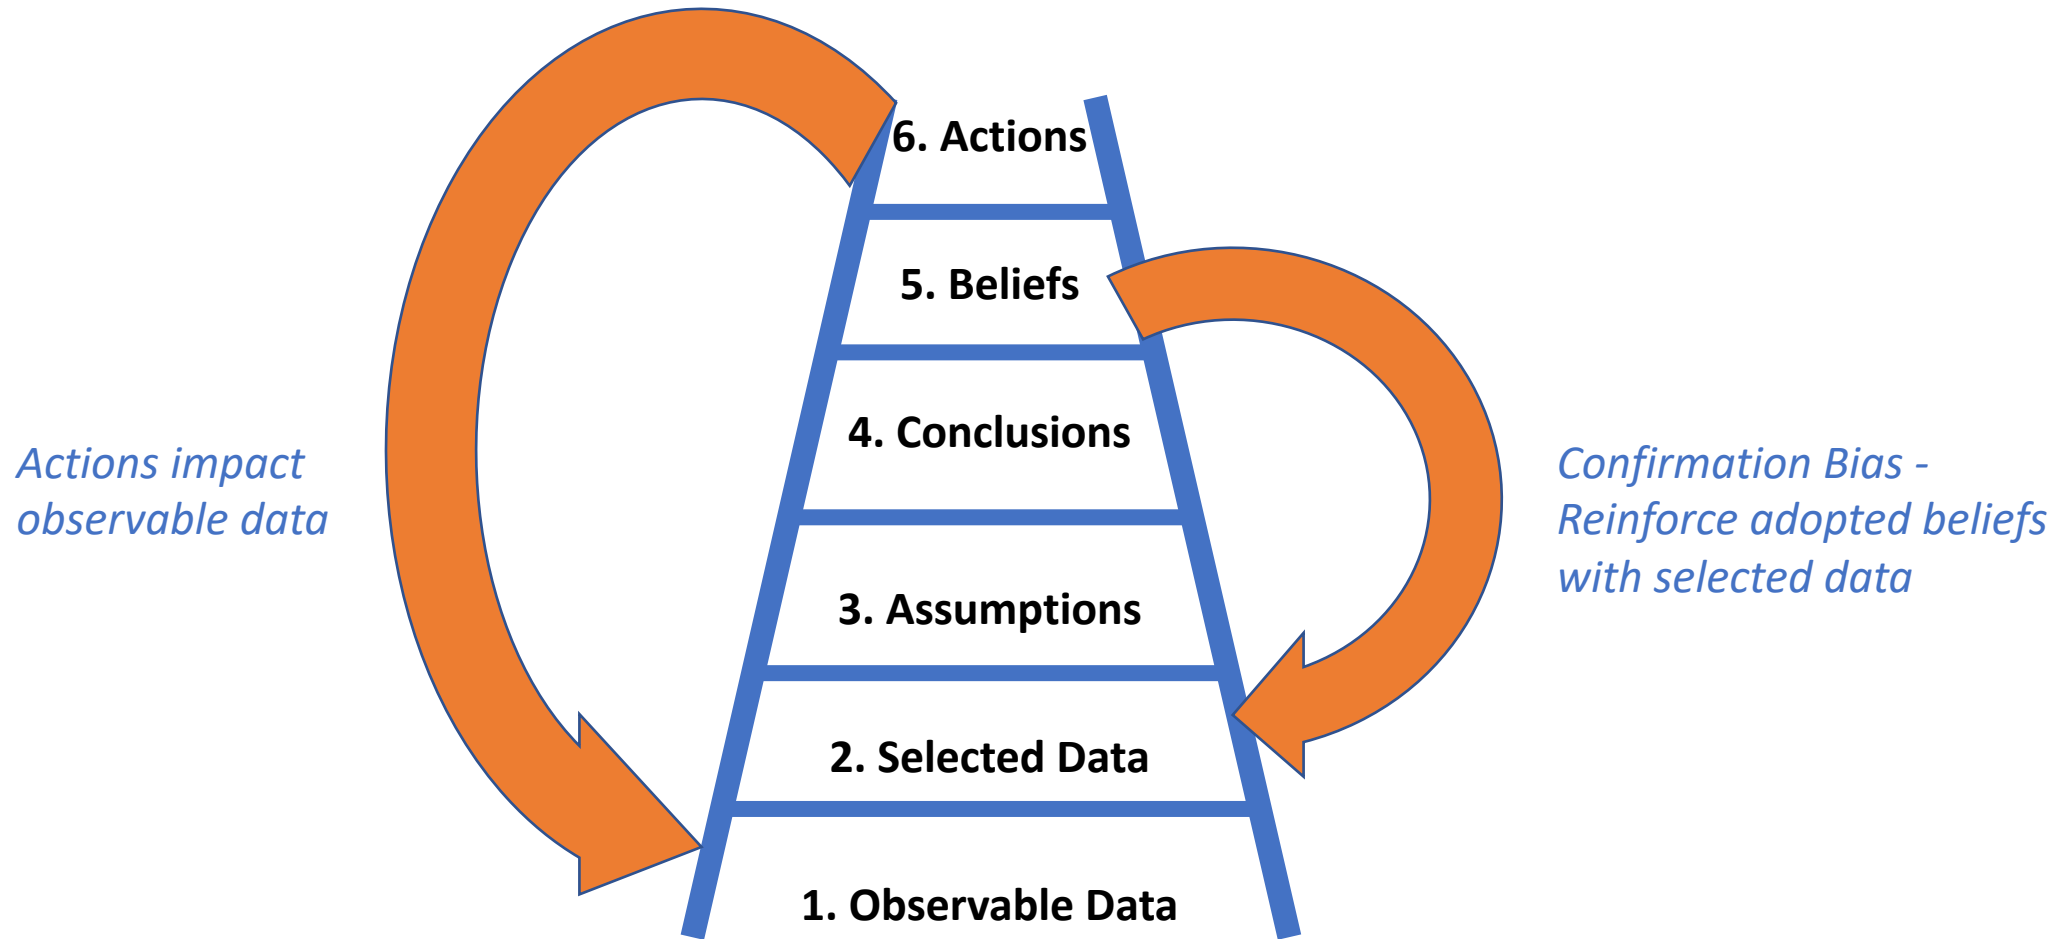 6. Actions
5. Beliefs
4. Conclusions
3. Assumptions
2. Selected Data
1. Observable Data
Actions impact
observable data
Confirmation Bias -
Reinforce adopted beliefs
with selected data